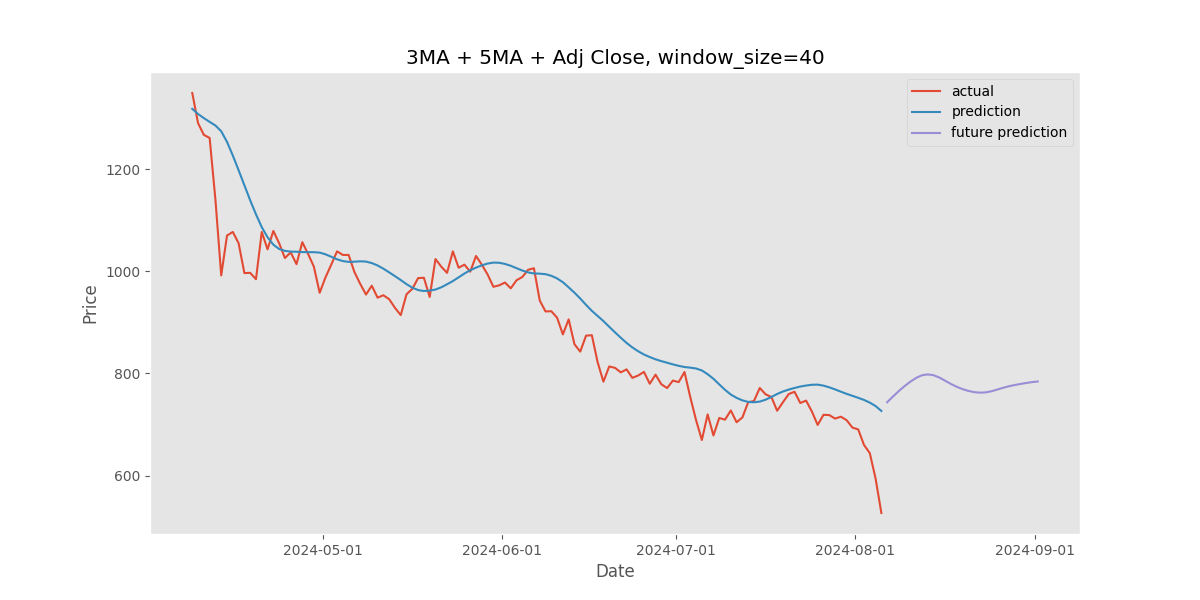 3MA + 5MA + Adj Close, window_size=40
actual
prediction
future prediction
1200
1000
800
600
Price
2024-05-01
2024-06-01
2024-07-01
2024-08-01
2024-09-01
Date